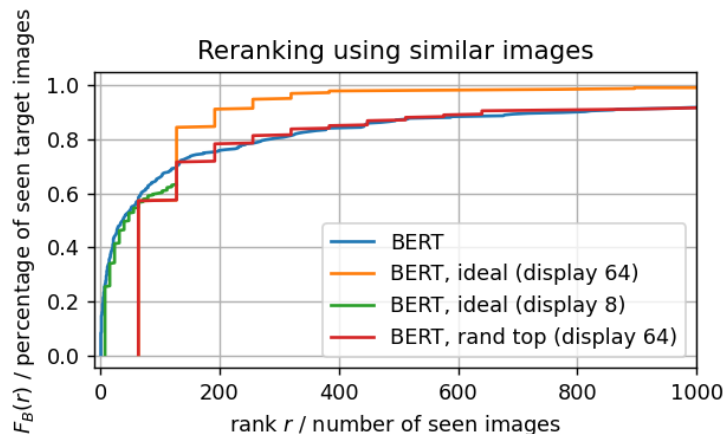 Reranking using similar images
F_B(r) / percentage of seen target images
1.0
0.8
0.6
0.4
0.2
0.0
BERT
BERT, ideal (display 64)
BERT, ideal (display 8)
BERT, rand top (display 64)
0 200 400 600 800 1000
rank r / number of seen images